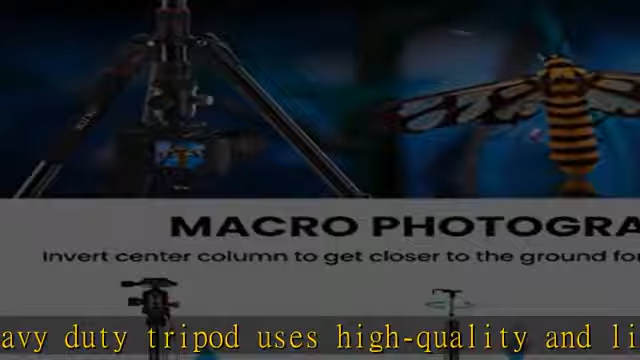 MACRO PHOTOGRA
Invert center column to get closer to the ground for
avy duty tripod uses high-quality and li